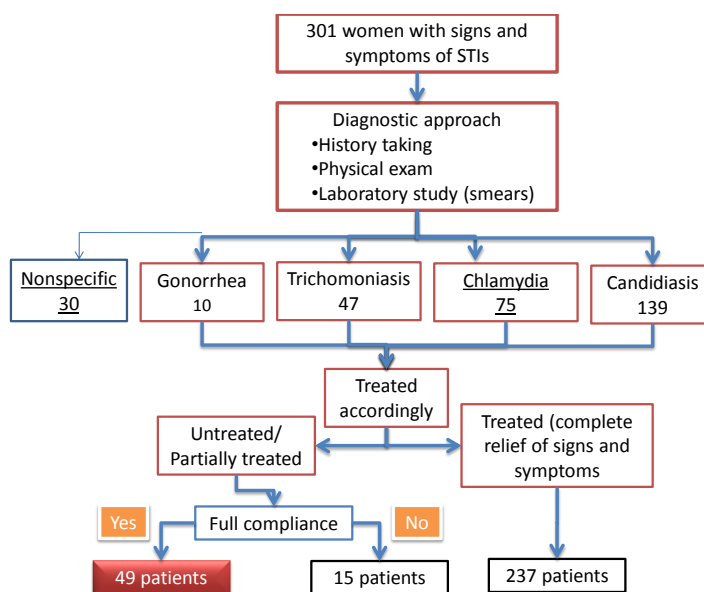 301 women with signs and
symptoms of STIs
Diagnostic approach
•History taking
•Physical exam
•Laboratory study (smears)
Nonspecific
30
Gonorrhea
10
Trichomoniasis
47
Chlamydia
75
Candidiasis
139
Treated
accordingly
Untreated/
Partially treated
Treated (complete
relief of signs and
symptoms
Yes
Full compliance
No
49 patients
15 patients
237 patients